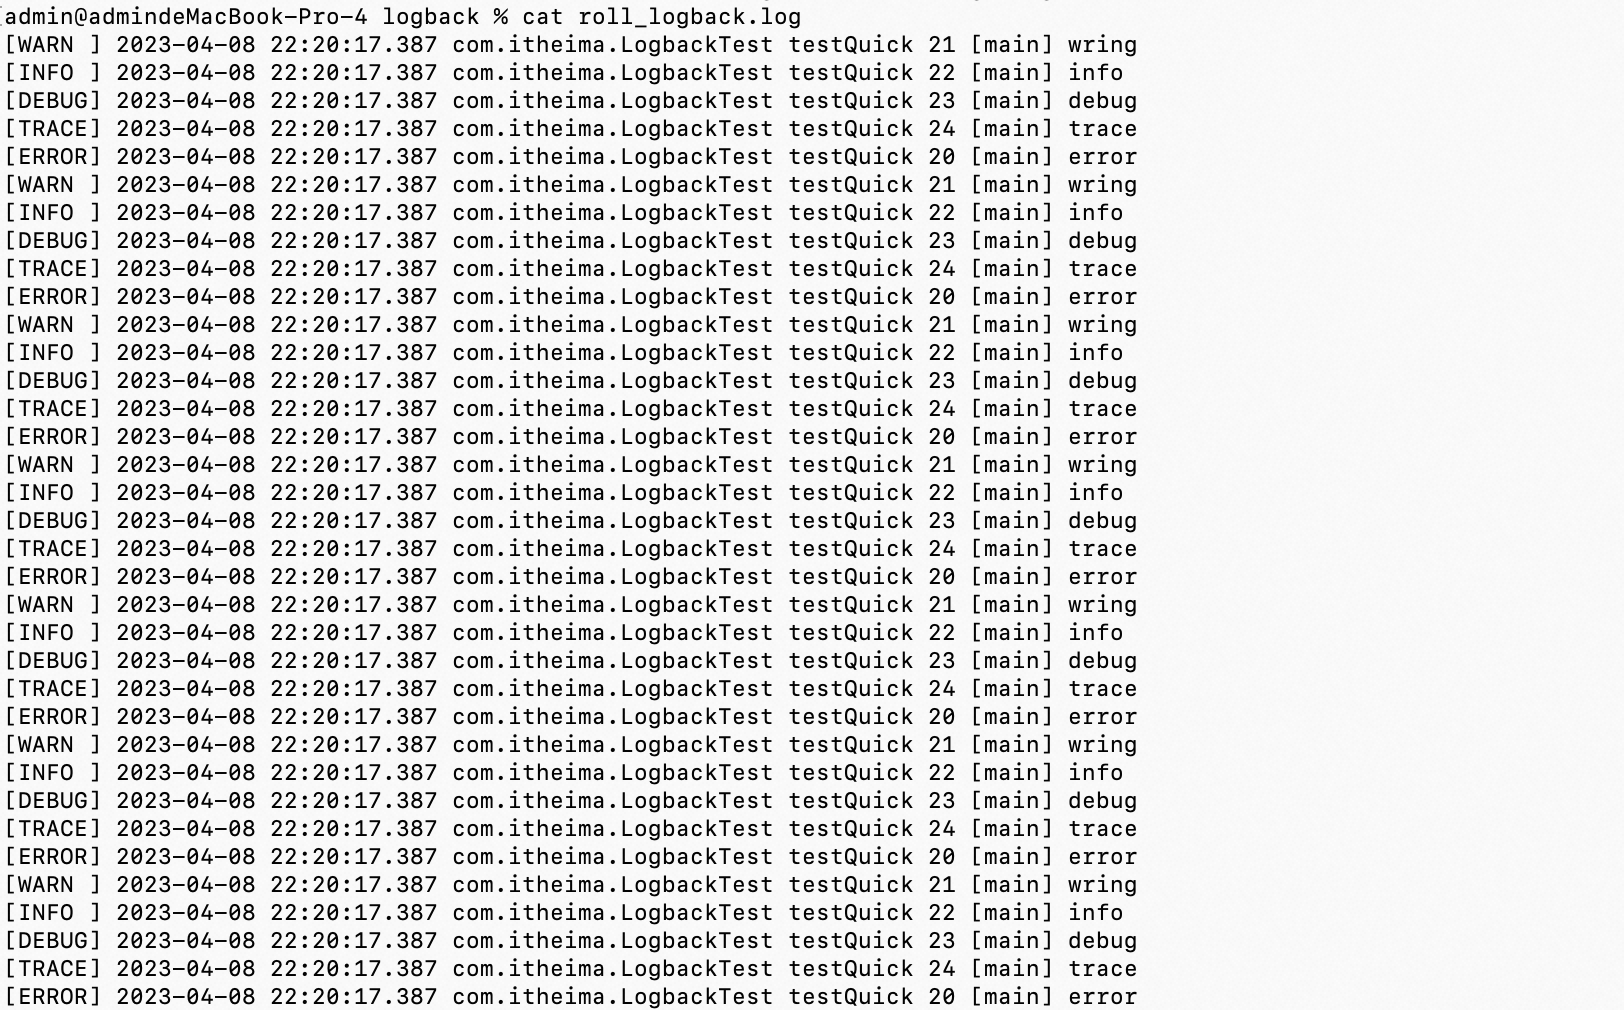 admin@admindeMacBook-Pro-4 logback % cat roll_logback.log
[WARN ] 2023-04-08 22:20:17.387 com.itheima.LogbackTest testQuick 21 [main] wring
[INFO ] 2023-04-08 22:20:17.387 com.itheima.LogbackTest testQuick 22 [main] info
[DEBUG] 2023-04-08 22:20:17.387 com.itheima.LogbackTest testQuick 23 [main] debug
[TRACE] 2023-04-08 22:20:17.387 com.itheima.LogbackTest testQuick 24 [main] trace
[ERROR] 2023-04-08 22:20:17.387 com.itheima.LogbackTest testQuick 20 [main] error
[WARN ] 2023-04-08 22:20:17.387 com.itheima.LogbackTest testQuick 21 [main] wring
[INFO ] 2023-04-08 22:20:17.387 com.itheima.LogbackTest testQuick 22 [main] info
[DEBUG] 2023-04-08 22:20:17.387 com.itheima.LogbackTest testQuick 23 [main] debug
[TRACE] 2023-04-08 22:20:17.387 com.itheima.LogbackTest testQuick 24 [main] trace
[ERROR] 2023-04-08 22:20:17.387 com.itheima.LogbackTest testQuick 20 [main] error
[WARN ] 2023-04-08 22:20:17.387 com.itheima.LogbackTest testQuick 21 [main] wring
[INFO ] 2023-04-08 22:20:17.387 com.itheima.LogbackTest testQuick 22 [main] info
[DEBUG] 2023-04-08 22:20:17.387 com.itheima.LogbackTest testQuick 23 [main] debug
[TRACE] 2023-04-08 22:20:17.387 com.itheima.LogbackTest testQuick 24 [main] trace
[ERROR] 2023-04-08 22:20:17.387 com.itheima.LogbackTest testQuick 20 [main] error
[WARN ] 2023-04-08 22:20:17.387 com.itheima.LogbackTest testQuick 21 [main] wring
[INFO ] 2023-04-08 22:20:17.387 com.itheima.LogbackTest testQuick 22 [main] info
[DEBUG] 2023-04-08 22:20:17.387 com.itheima.LogbackTest testQuick 23 [main] debug
[TRACE] 2023-04-08 22:20:17.387 com.itheima.LogbackTest testQuick 24 [main] trace
[ERROR] 2023-04-08 22:20:17.387 com.itheima.LogbackTest testQuick 20 [main] error
[WARN ] 2023-04-08 22:20:17.387 com.itheima.LogbackTest testQuick 21 [main] wring
[INFO ] 2023-04-08 22:20:17.387 com.itheima.LogbackTest testQuick 22 [main] info
[DEBUG] 2023-04-08 22:20:17.387 com.itheima.LogbackTest testQuick 23 [main] debug
[TRACE] 2023-04-08 22:20:17.387 com.itheima.LogbackTest testQuick 24 [main] trace
[ERROR] 2023-04-08 22:20:17.387 com.itheima.LogbackTest testQuick 20 [main] error
[WARN ] 2023-04-08 22:20:17.387 com.itheima.LogbackTest testQuick 21 [main] wring
[INFO ] 2023-04-08 22:20:17.387 com.itheima.LogbackTest testQuick 22 [main] info
[DEBUG] 2023-04-08 22:20:17.387 com.itheima.LogbackTest testQuick 23 [main] debug
[TRACE] 2023-04-08 22:20:17.387 com.itheima.LogbackTest testQuick 24 [main] trace
[ERROR] 2023-04-08 22:20:17.387 com.itheima.LogbackTest testQuick 20 [main] error
[WARN ] 2023-04-08 22:20:17.387 com.itheima.LogbackTest testQuick 21 [main] wring
[INFO ] 2023-04-08 22:20:17.387 com.itheima.LogbackTest testQuick 22 [main] info
[DEBUG] 2023-04-08 22:20:17.387 com.itheima.LogbackTest testQuick 23 [main] debug
[TRACE] 2023-04-08 22:20:17.387 com.itheima.LogbackTest testQuick 24 [main] trace
[ERROR] 2023-04-08 22:20:17.387 com.itheima.LogbackTest testQuick 20 [main] error